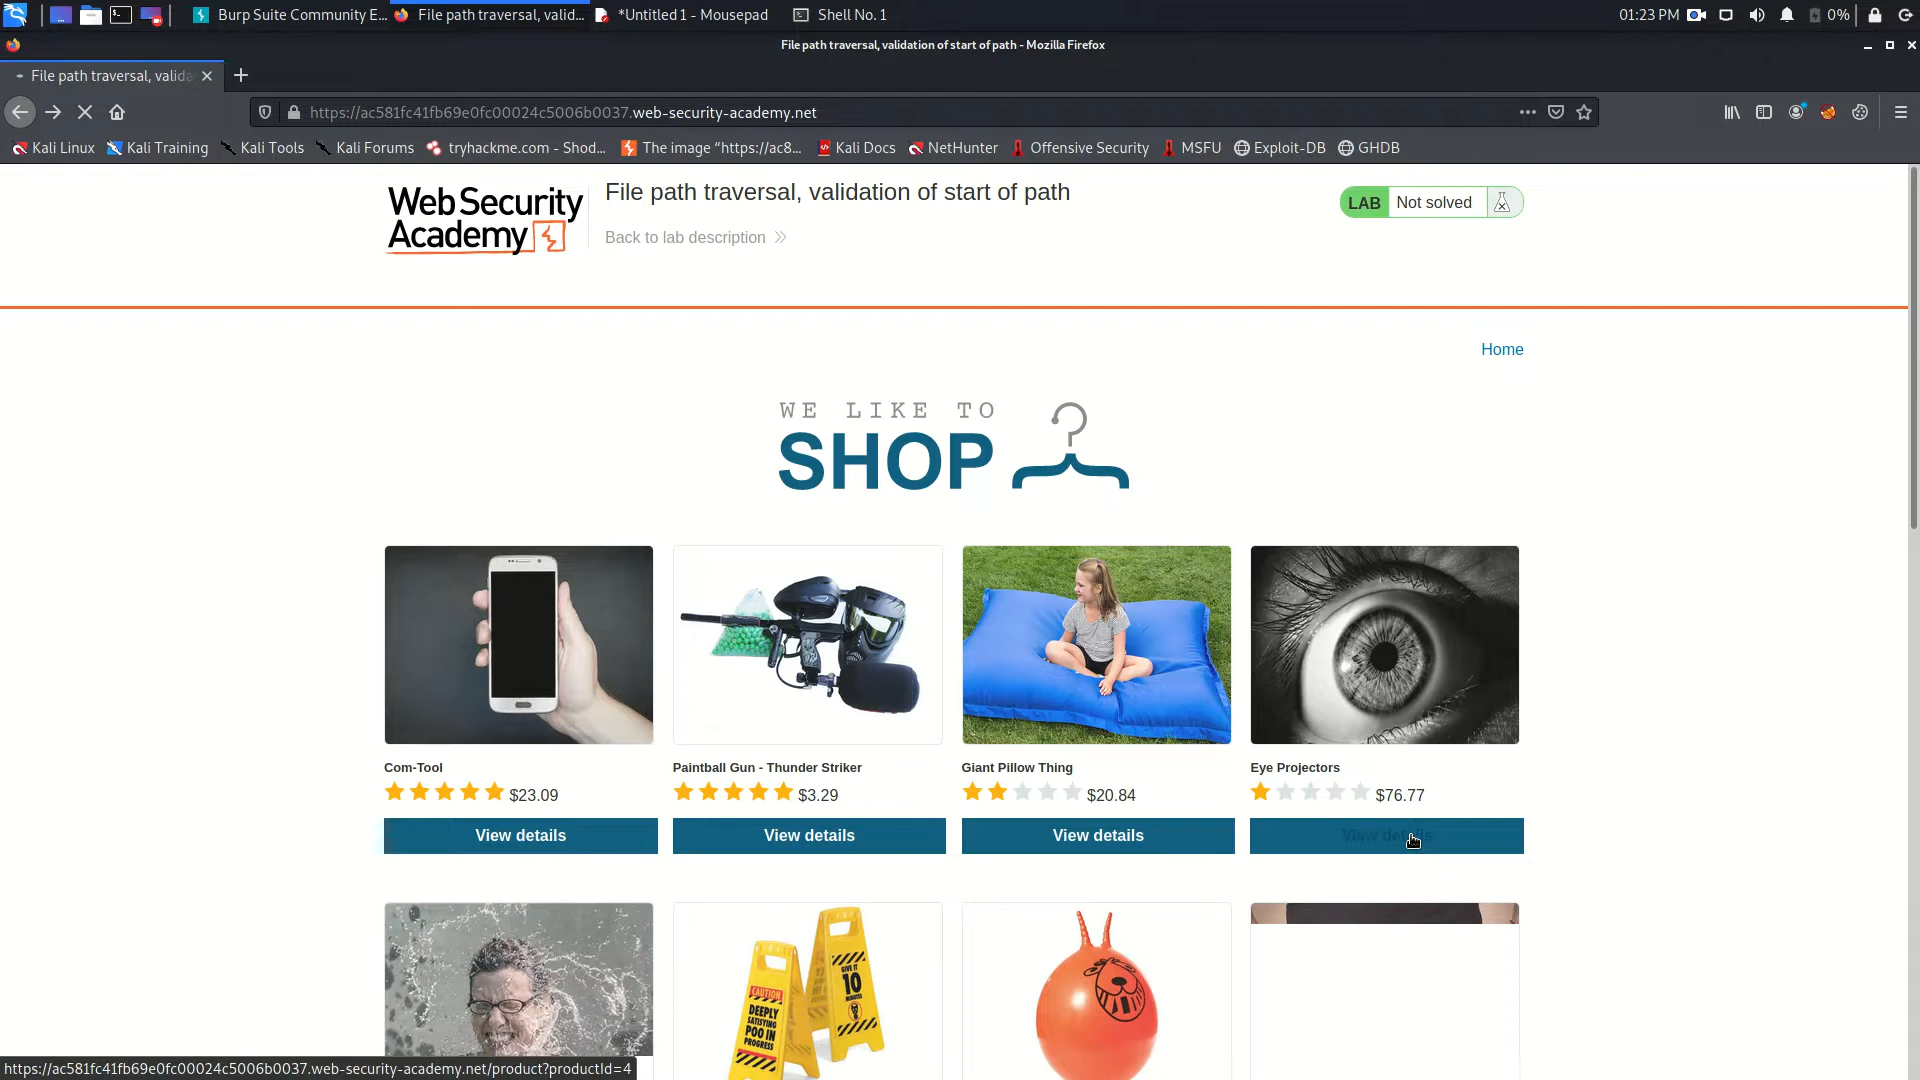 Burp Suite Community E...
File path traversal, valid...
*Untitled 1 - Mousepad
Shell No. 1
01:23 PM
0%
File path traversal, validation of start of path - Mozilla Firefox
File path traversal, valida
https://ac581fc41fb69e0fc00024c5006b0037.web-security-academy.net
Kali Linux
Kali Training
Kali Tools
Kali Forums
tryhackme.com - Shod...
The image “https://ac8...
Kali Docs
NetHunter
Offensive Security
MSFU
Exploit-DB
GHDB
Web Security
Academy
File path traversal, validation of start of path
Back to lab description
LAB Not solved
Home
WE LIKE TO
SHOP
Com-Tool
$23.09
View details
Paintball Gun - Thunder Striker
$3.29
View details
Giant Pillow Thing
$20.84
View details
Eye Projectors
$76.77
View details
CAUTION
DEEPLY
SATISFYING
POO IN
PROGRESS
GIVE IT
10
MINUTES
https://ac581fc41fb69e0fc00024c5006b0037.web-security-academy.net/product?productId=4